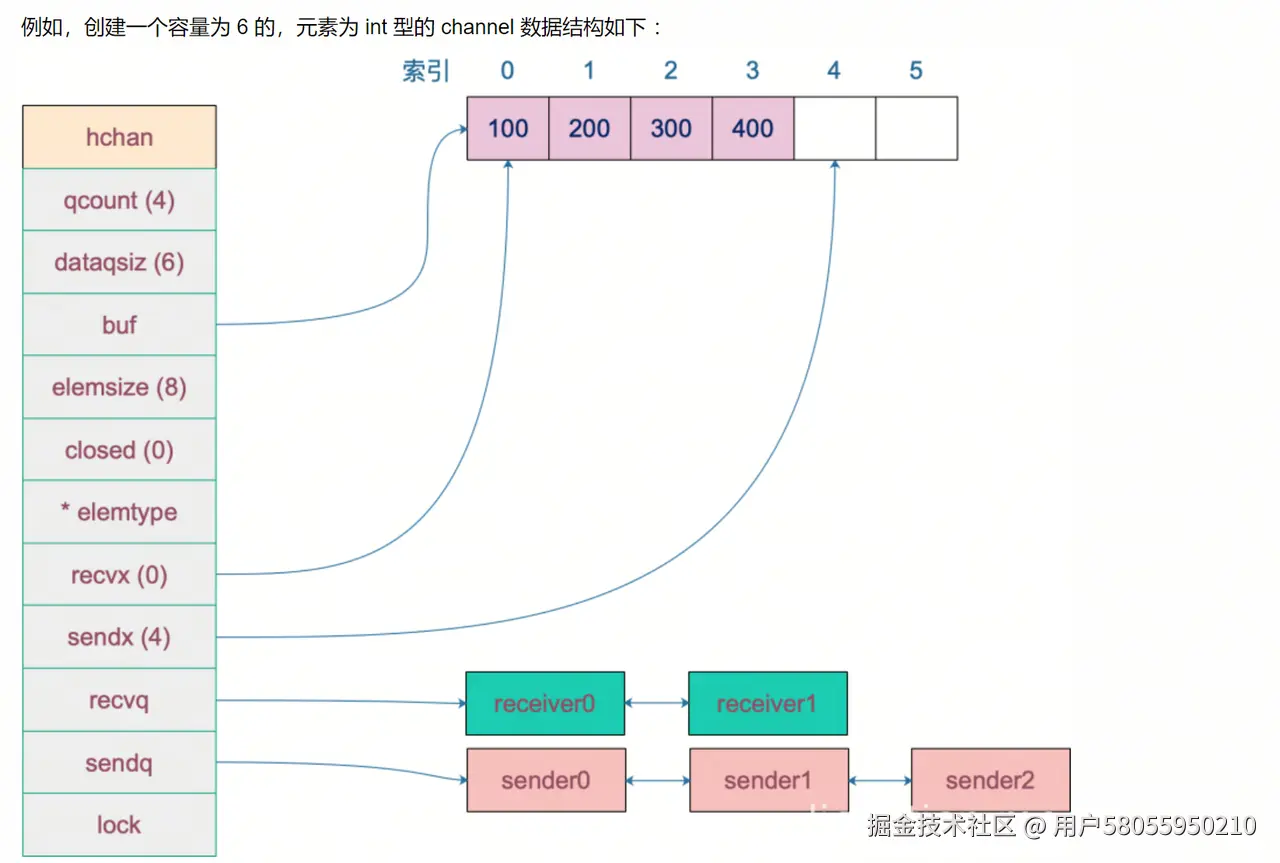 例如，创建一个容量为 6 的，元素为 int 型的 channel 数据结构如下：
索引 0 1 2 3 4 5
100 200 300 400
hchan
qcount (4)
dataqsiz (6)
buf
elemsize (8)
closed (0)
* elemtype
recvx (0)
sendx (4)
recvq
receiver0 receiver1
sendq
sender0 sender1 sender2
lock
掘金技术社区 @ 用户58055950210